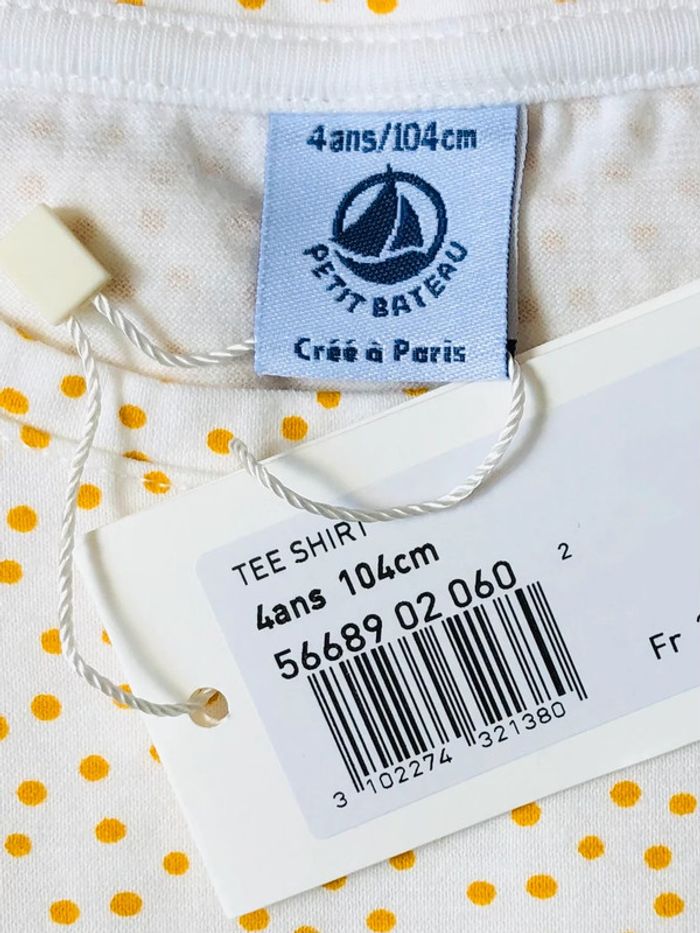 4ans/104cm
PETIT BATEAU
Créé à Paris
TEE SHIRT
4ans 104cm
2
56689 02 060
Fr
3 102274 321380